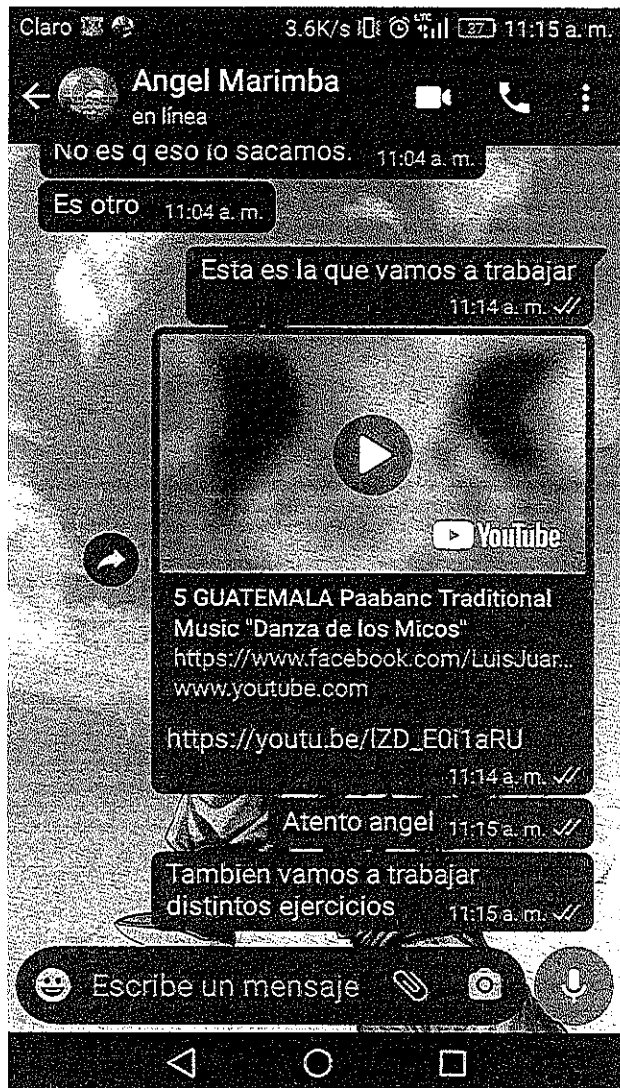 Claro 3.6K/s LTE 37 11:15 a. m.
Angel Marimba
en línea
No es q eso lo sacamos. 11:04 a. m.
Es otro 11:04 a. m.
Esta es la que vamos a trabajar
11:14 a. m.
YouTube
5 GUATEMALA Paabanc Traditional
Music "Danza de los Micos"
https://www.facebook.com/LuisJuar...
www.youtube.com
https://youtu.be/IZD_E0i1aRU
11:14 a. m.
Atento angel 11:15 a. m.
Tambien vamos a trabajar
distintos ejercicios 11:15 a. m.
Escribe un mensaje